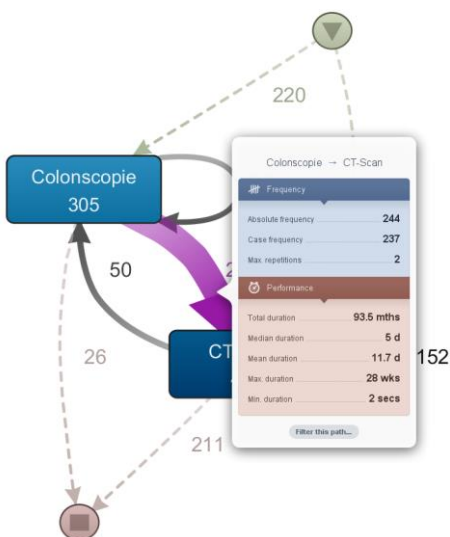 220
Colonscopie
305
Colonscopie → CT-Scan
Frequency
Absolute frequency 244
Case frequency 237
Max. repetitions 2
Performance
Total duration 93.5 mths
Median duration 5 d
Mean duration 11.7 d
Max. duration 28 wks
Min. duration 2 secs
Filter this path...
50
26
152
211